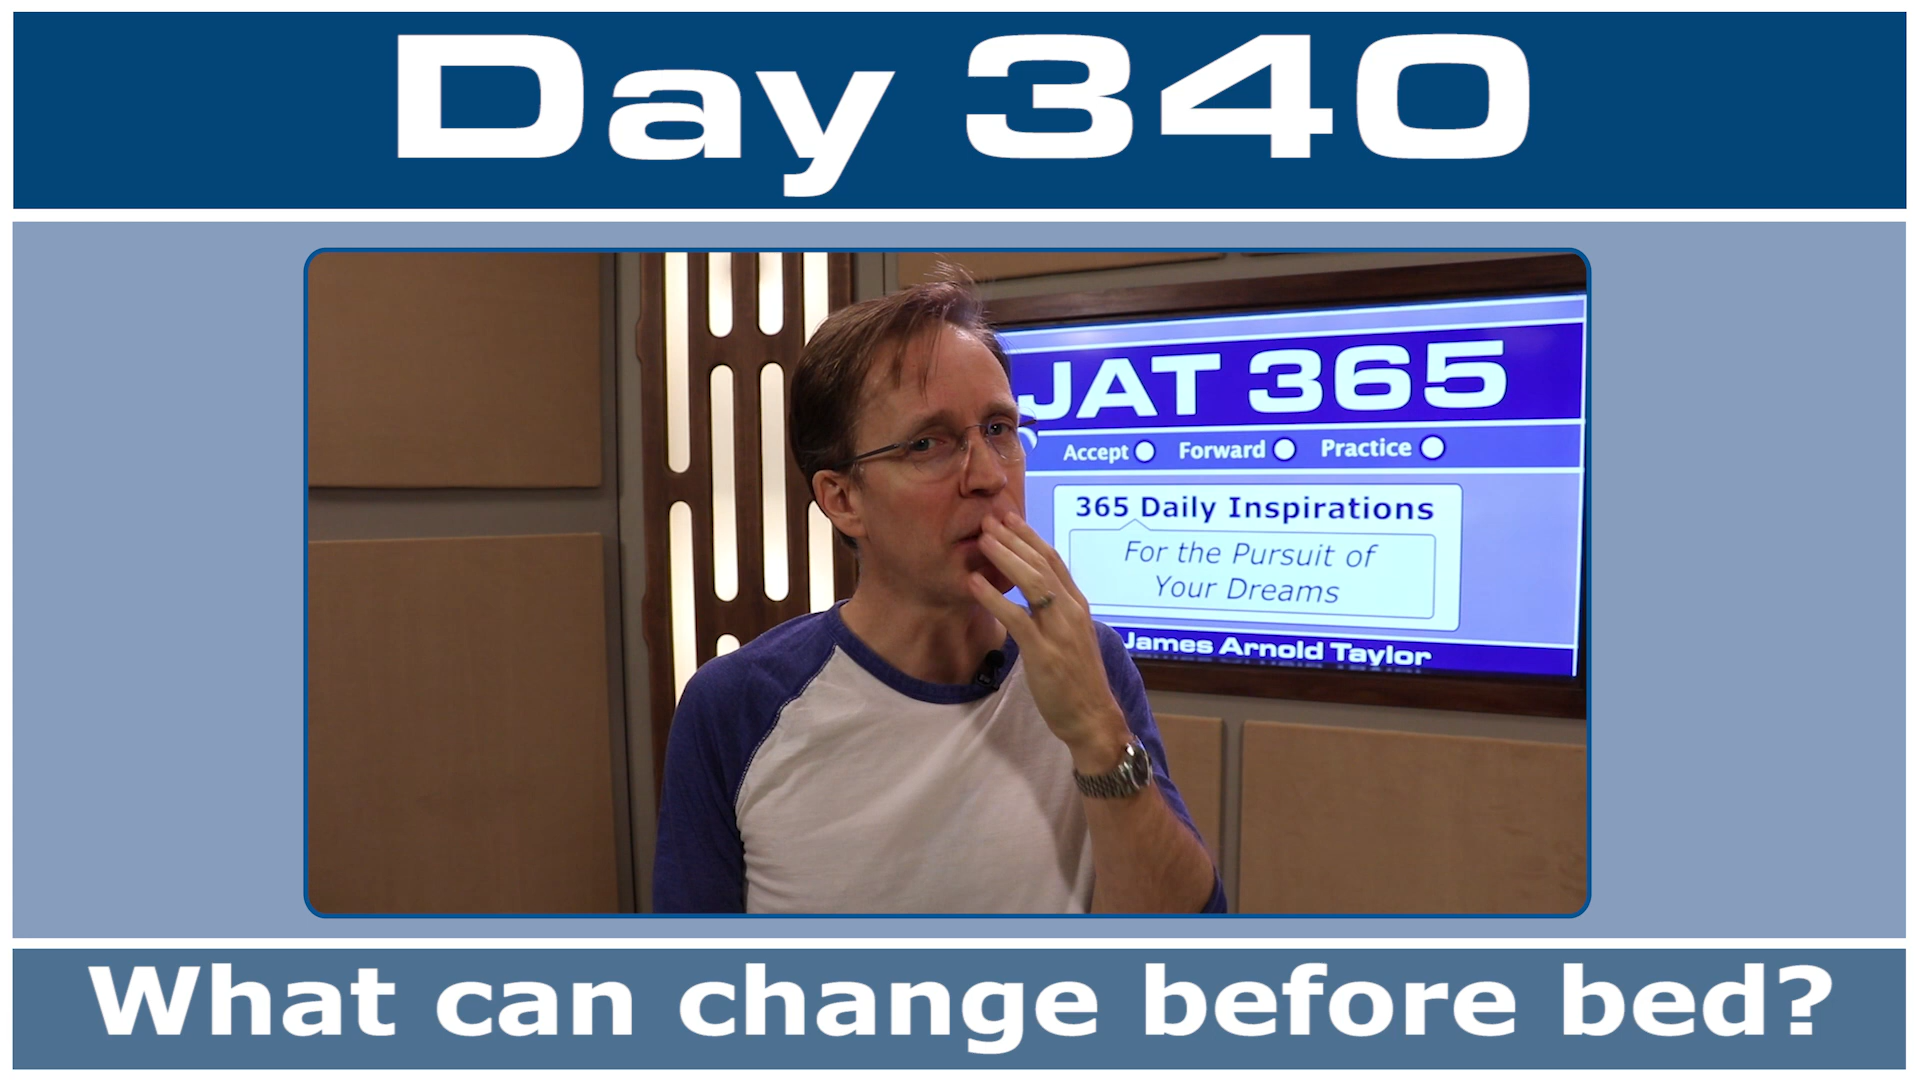 Day 340
JAT 365
Accept Forward Practice
365 Daily Inspirations
For the Pursuit of
Your Dreams
James Arnold Taylor
What can change before bed?